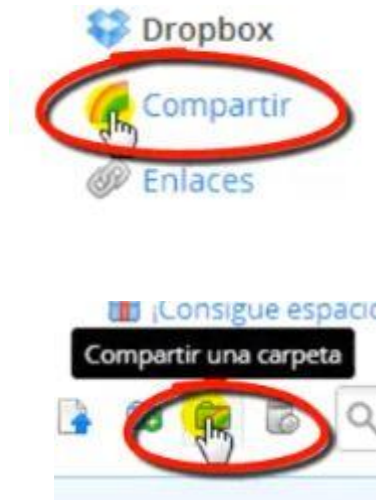 Dropbox
Compartir
Enlaces
¡Consigue espacio
Compartir una carpeta